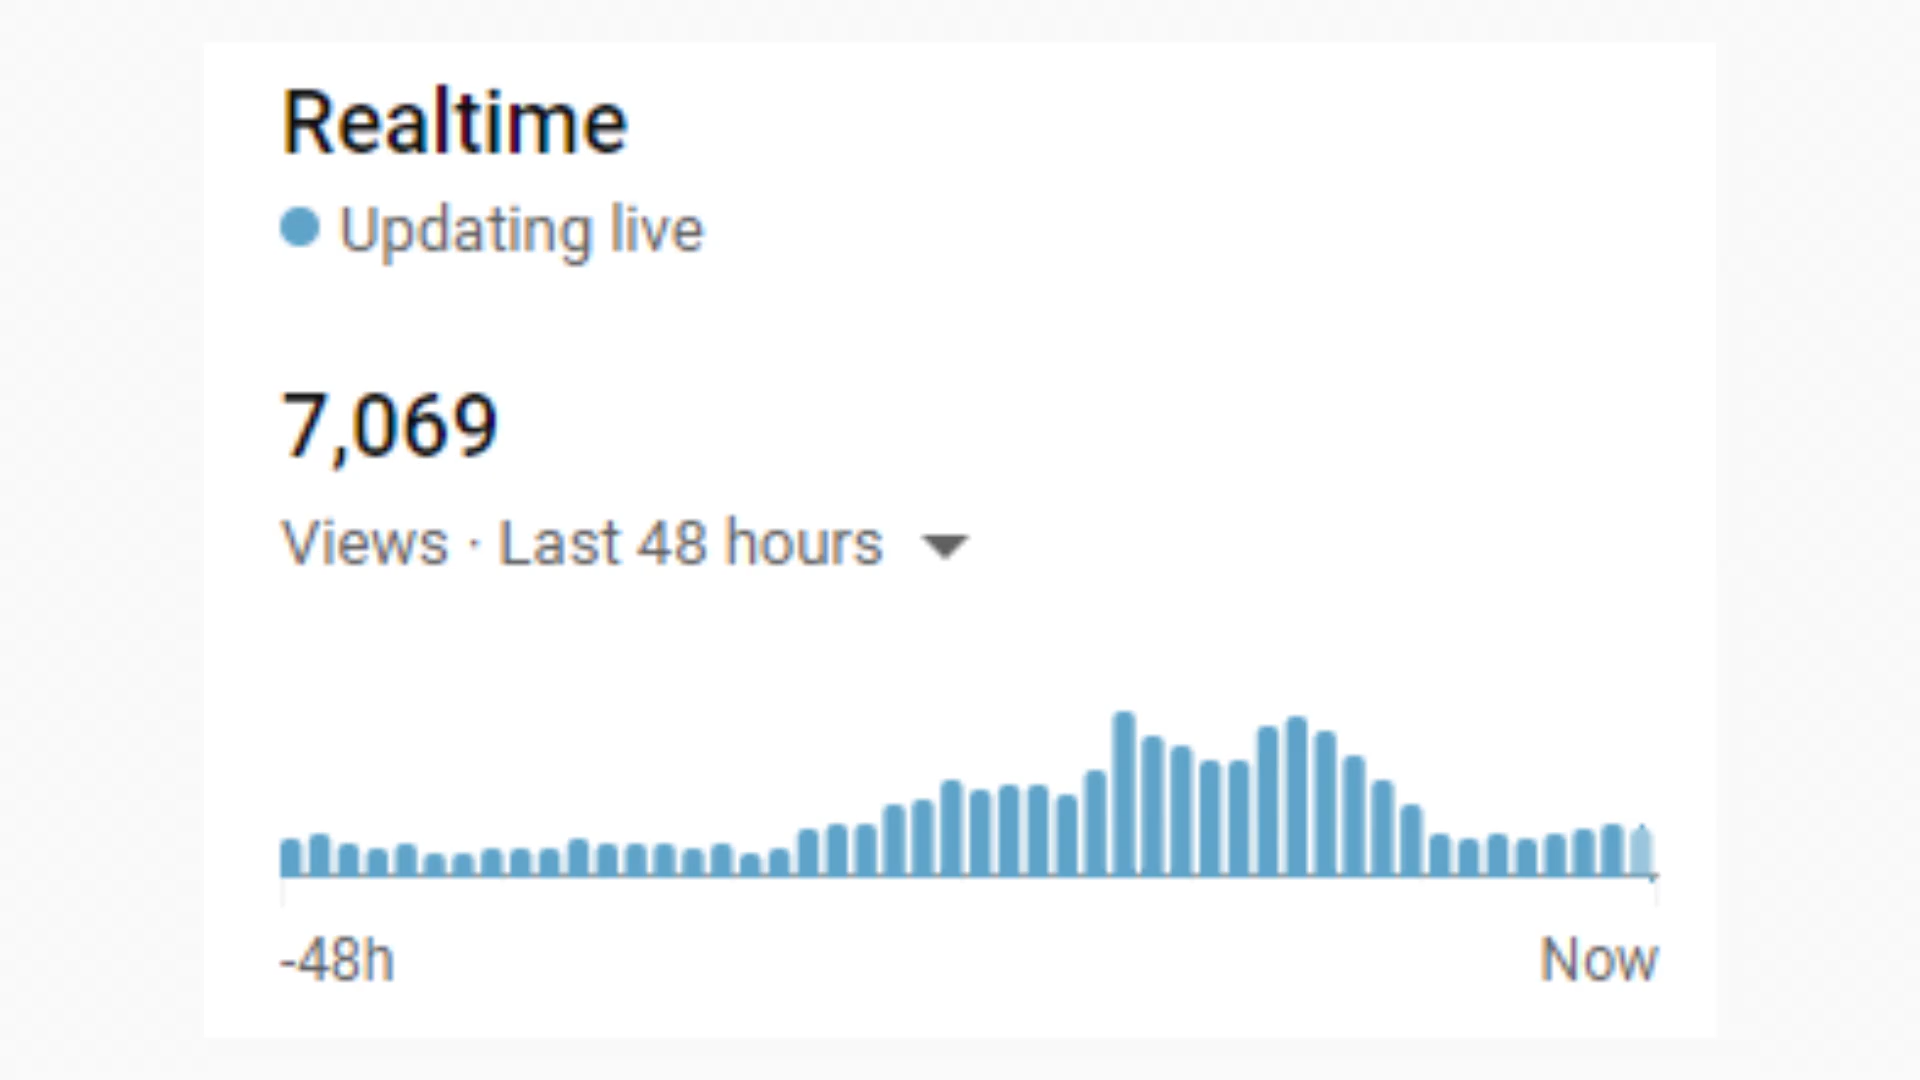 Realtime
Updating live
7,069
Views · Last 48 hours
-48h
Now